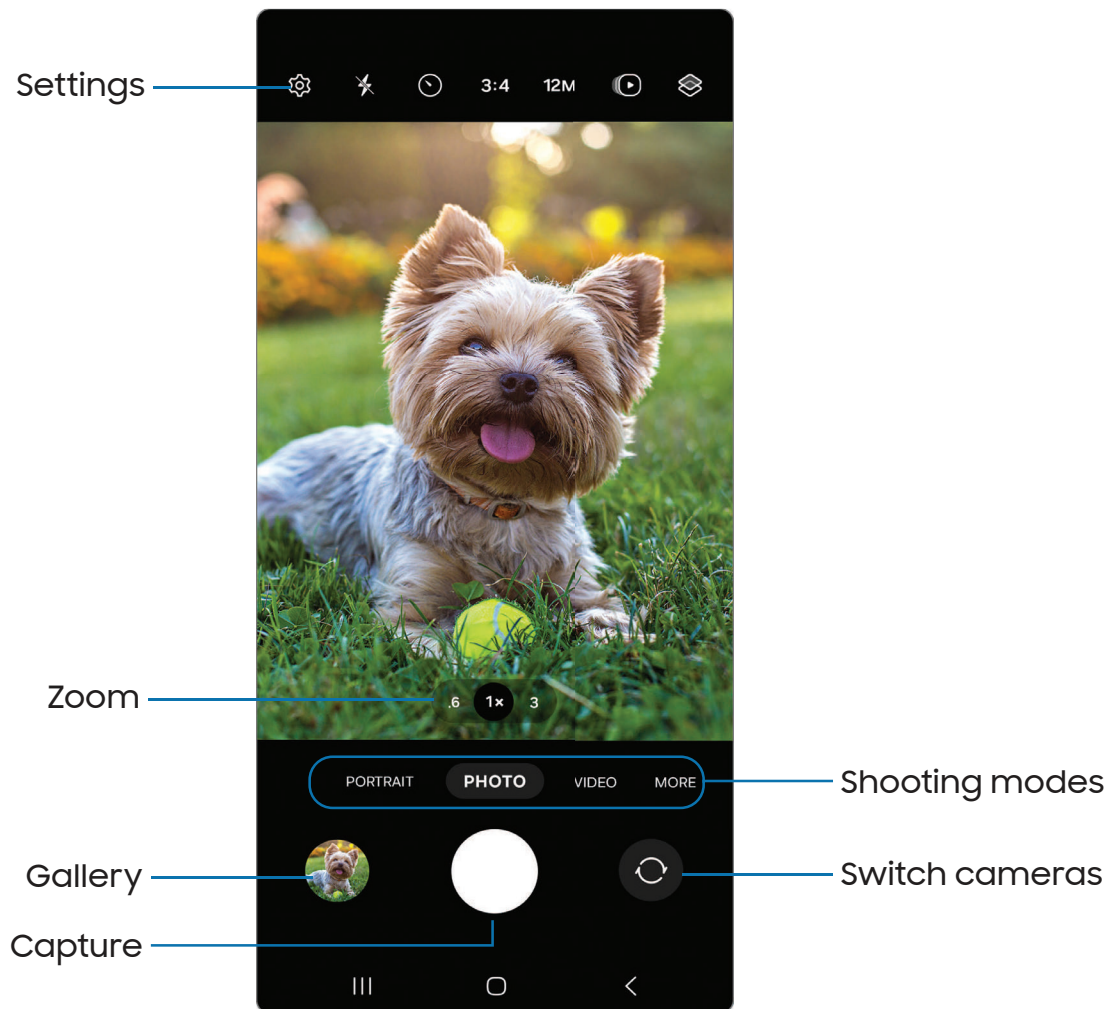 Settings
3:4 12M
Zoom
.6 1× 3
PORTRAIT PHOTO VIDEO MORE
Shooting modes
Gallery
Switch cameras
Capture